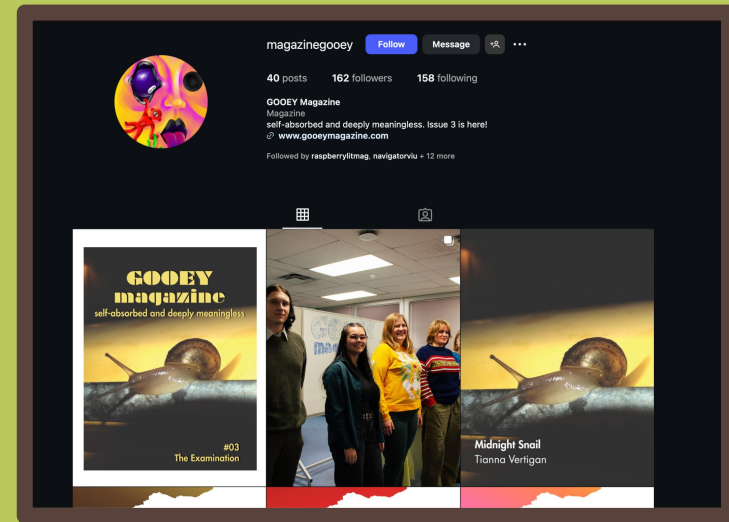 magazinegooey Follow Message
40 posts 162 followers 158 following
GOOEY Magazine
Magazine
self-absorbed and deeply meaningless. Issue 3 is here!
www.gooeymagazine.com
Followed by raspberrylitmag, navigatorviu + 12 more
GOOEY
magazine
self-absorbed and deeply meaningless
#03
The Examination
Midnight Snail
Tianna Vertigan